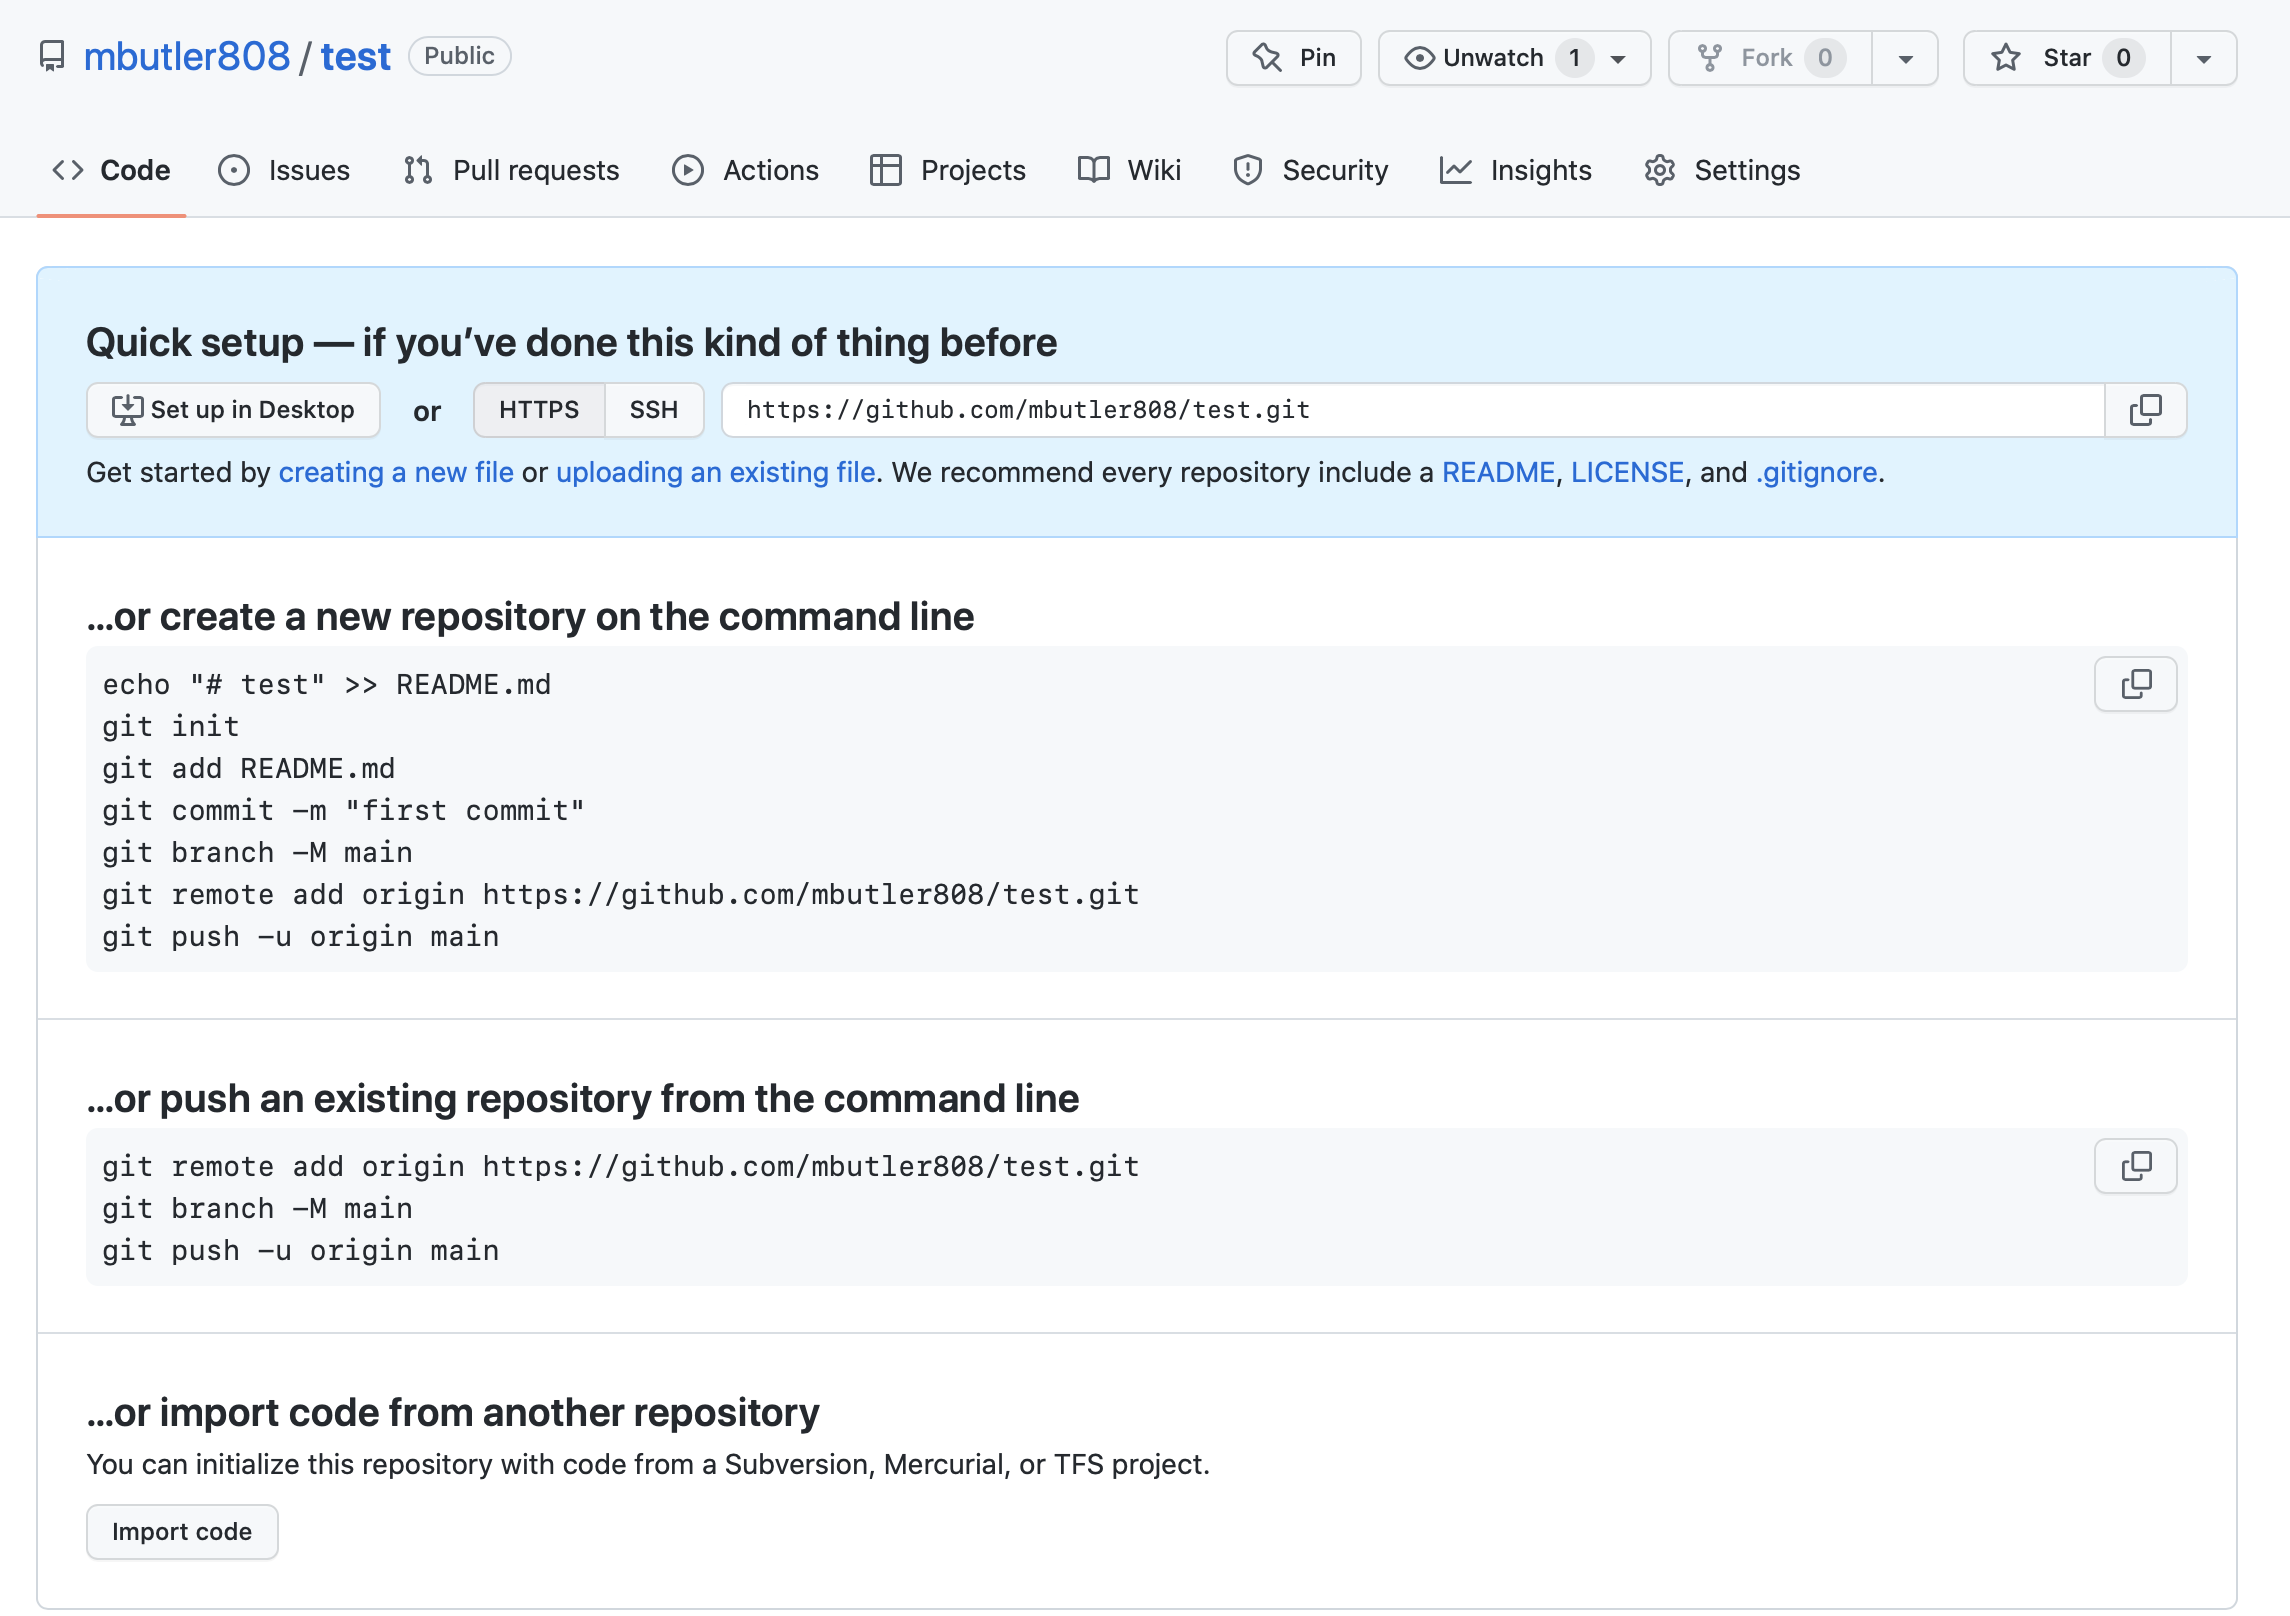 mbutler808 / test Public Pin Unwatch 1 Fork 0 Star 0
Code Issues Pull requests Actions Projects Wiki Security Insights Settings
Quick setup — if you’ve done this kind of thing before
Set up in Desktop or HTTPS SSH https://github.com/mbutler808/test.git
Get started by creating a new file or uploading an existing file. We recommend every repository include a README, LICENSE, and .gitignore.
…or create a new repository on the command line
echo "# test" >> README.md
git init
git add README.md
git commit -m "first commit"
git branch -M main
git remote add origin https://github.com/mbutler808/test.git
git push -u origin main
…or push an existing repository from the command line
git remote add origin https://github.com/mbutler808/test.git
git branch -M main
git push -u origin main
…or import code from another repository
You can initialize this repository with code from a Subversion, Mercurial, or TFS project.
Import code